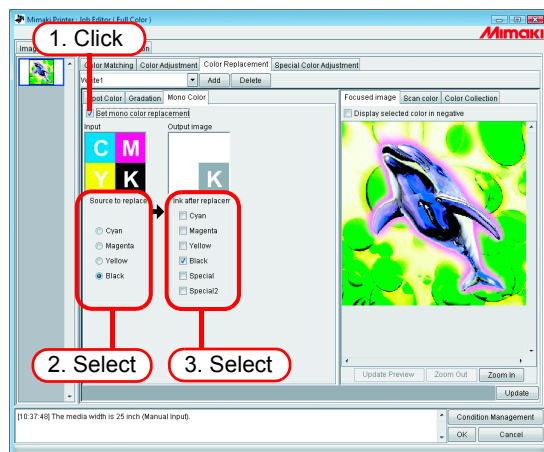 Mimaki Printer : Job Editor ( Full Color )
Mimaki
1. Click
Color Matching Color Adjustment Color Replacement Special Color Adjustment
Add Delete
Spot Color Gradation Mono Color
Focused image Scan color Color Collection
Set mono color replacement
Display selected color in negative
Input Output image
C M
Y K K
Source to replace Ink after replacem
Cyan Cyan
Magenta Magenta
Yellow Yellow
Black Black
Special
Special2
2. Select 3. Select
Update Preview Zoom Out Zoom In
Update
[10:37:48] The media width is 25 inch (Manual Input).
Condition Management
OK Cancel